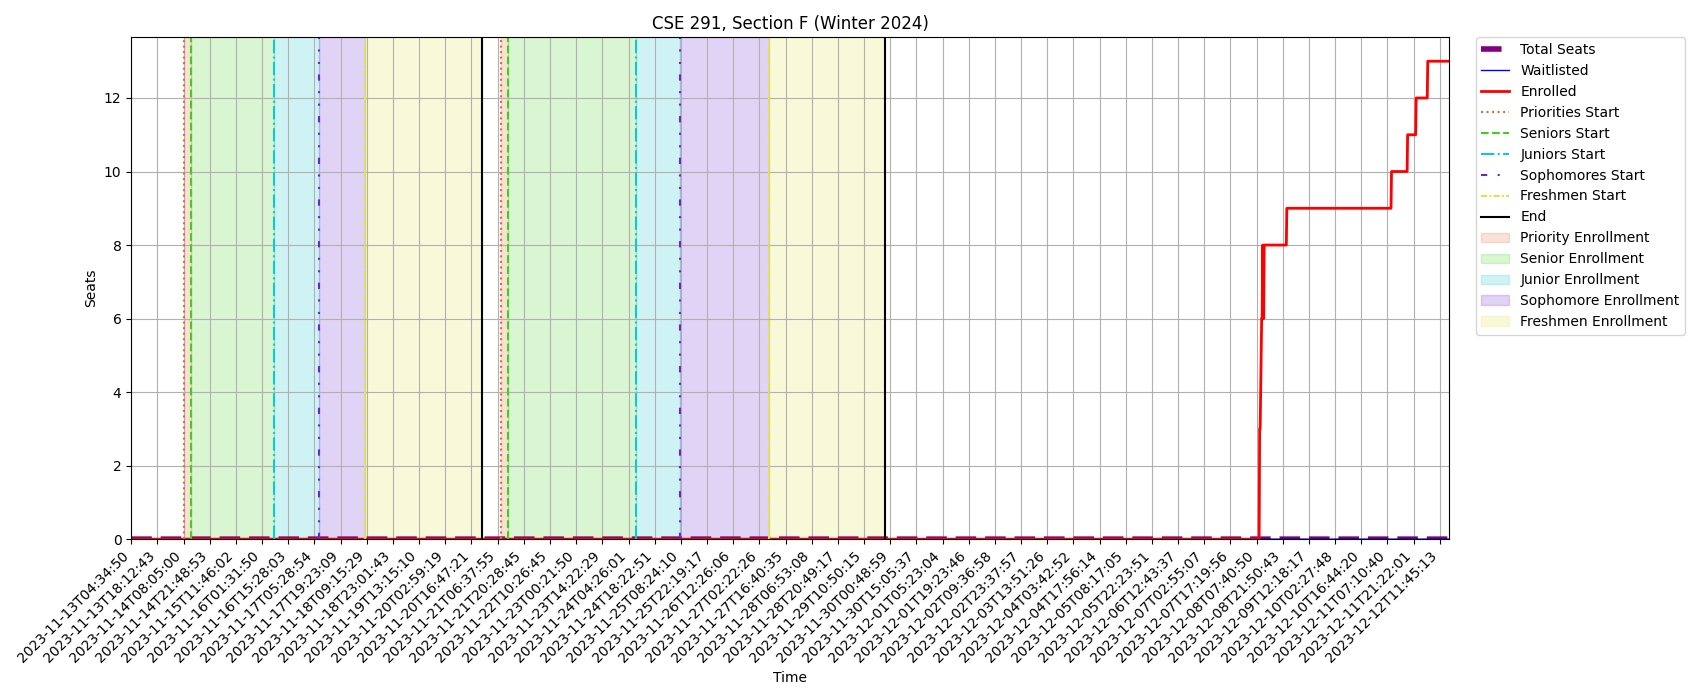 CSE 291, Section F (Winter 2024)
Total Seats
Waitlisted
Enrolled
Priorities Start
Seniors Start
Juniors Start
Sophomores Start
Freshmen Start
End
Priority Enrollment
Senior Enrollment
Junior Enrollment
Sophomore Enrollment
Freshmen Enrollment
Seats
12
10
8
6
4
2
0
2023-11-13T04:34:50
2023-11-13T18:12:43
2023-11-14T08:05:00
2023-11-14T21:48:53
2023-11-15T11:46:02
2023-11-16T01:31:50
2023-11-16T15:28:03
2023-11-17T05:28:54
2023-11-17T19:23:09
2023-11-18T09:15:29
2023-11-18T23:01:43
2023-11-19T13:15:10
2023-11-20T02:59:19
2023-11-20T16:47:21
2023-11-21T06:37:55
2023-11-21T20:28:45
2023-11-22T10:26:45
2023-11-23T00:21:50
2023-11-23T14:22:29
2023-11-24T04:26:01
2023-11-24T18:22:51
2023-11-25T08:24:10
2023-11-25T22:19:17
2023-11-26T12:26:06
2023-11-27T02:22:26
2023-11-27T16:40:35
2023-11-28T06:53:08
2023-11-28T20:49:17
2023-11-29T10:50:15
2023-11-30T00:48:59
2023-11-30T15:05:37
2023-12-01T05:23:04
2023-12-01T19:23:46
2023-12-02T09:36:58
2023-12-02T23:37:57
2023-12-03T13:51:26
2023-12-04T03:42:52
2023-12-04T17:56:14
2023-12-05T08:17:05
2023-12-05T22:23:51
2023-12-06T12:43:37
2023-12-07T02:55:07
2023-12-07T17:19:56
2023-12-08T07:40:50
2023-12-08T21:50:43
2023-12-09T12:18:17
2023-12-10T02:27:48
2023-12-10T16:44:20
2023-12-11T07:10:40
2023-12-11T21:22:01
2023-12-12T11:45:13
Time